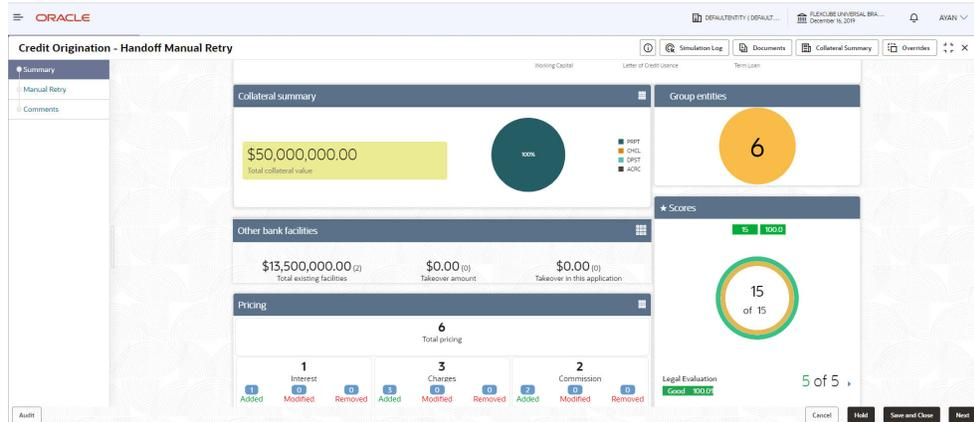 ORACLE
DEFAULTENTITY ( DEFAULT...
FLEXCUBE UNIVERSAL BRA...
December 16, 2019
AYAN
Credit Origination - Handoff Manual Retry
Simulation Log
Documents
Collateral Summary
Overrides
Summary
Manual Retry
Comments
Working Capital
Letter of Credit Usance
Term Loan
Collateral summary
$50,000,000.00
Total collateral value
100%
PRPT
CHCL
DPST
ACRC
Group entities
6
Other bank facilities
$13,500,000.00 (2)
Total existing facilities
$0.00 (0)
Takeover amount
$0.00 (0)
Takeover in this application
Scores
15 100.0
15
of 15
Legal Evaluation
Good 100.0%
5 of 5
Pricing
6
Total pricing
1
Interest
1 0 0
Added Modified Removed
3
Charges
3 0 0
Added Modified Removed
2
Commission
2 0 0
Added Modified Removed
Audit
Cancel
Hold
Save and Close
Next